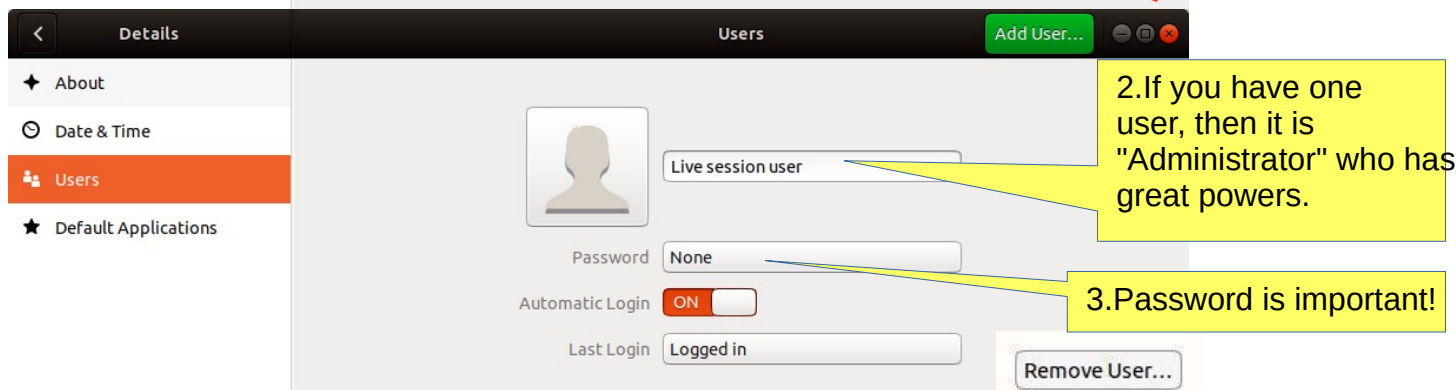 Details
Users
Add User...
About
Date & Time
Users
Default Applications
Live session user
Password
None
Automatic Login
ON
Last Login
Logged in
Remove User...
2.If you have one
user, then it is
"Administrator" who has
great powers.
3.Password is important!